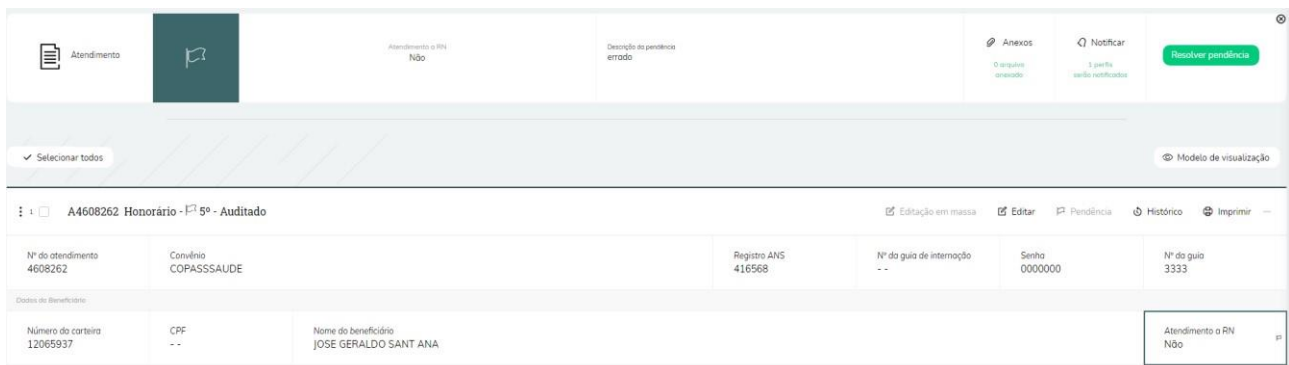 Atendimento
Atendimento a RN
Não
Descrição da pendência
errado
Anexos
0 arquivo
anexado
Notificar
1 perfis
serão notificados
Resolver pendência
Selecionar todos
Modelo de visualização
1 A4608262 Honorário - 5º - Auditado
Editação em massa
Editar
Pendência
Histórico
Imprimir
Nº do atendimento
4608262
Convênio
COPASSSAUDE
Registro ANS
416568
Nº da guia de internação
- -
Senha
0000000
Nº da guia
3333
Dados do Beneficiário
Número da carteira
12065937
CPF
- -
Nome do beneficiário
JOSE GERALDO SANT ANA
Atendimento a RN
Não